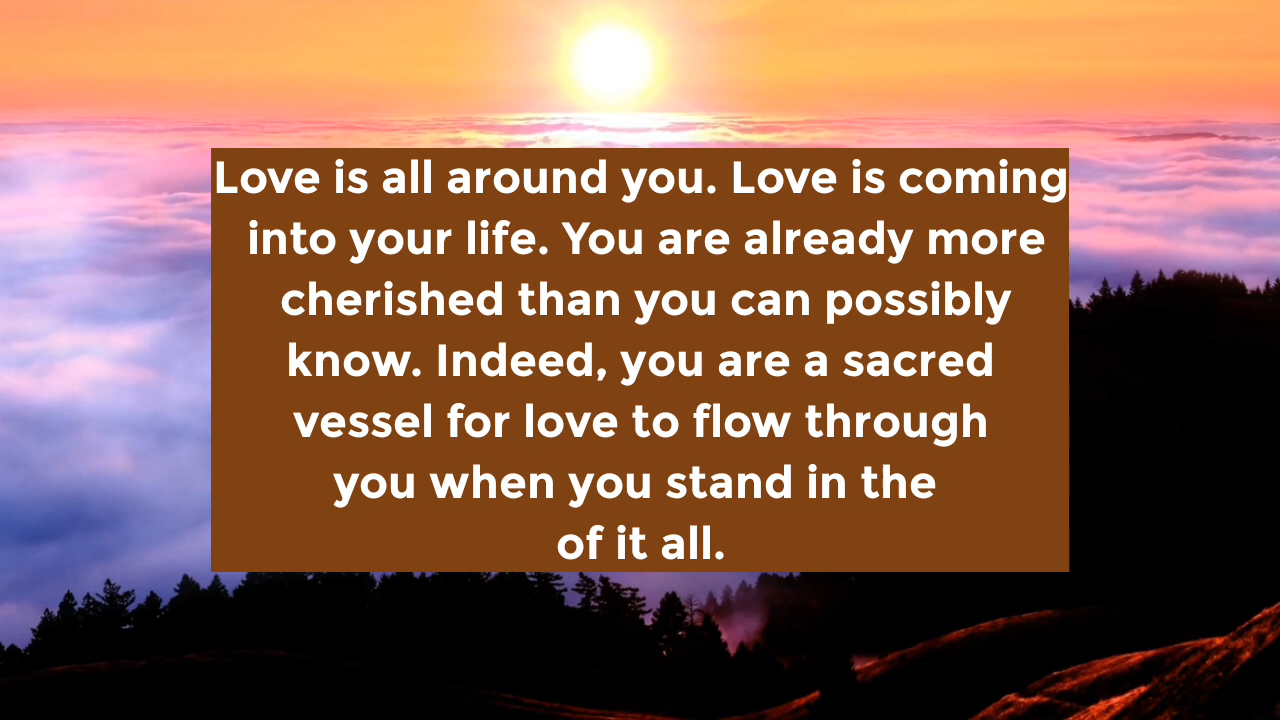 Love is all around you. Love is coming
into your life. You are already more
cherished than you can possibly
know. Indeed, you are a sacred
vessel for love to flow through
you when you stand in the
of it all.